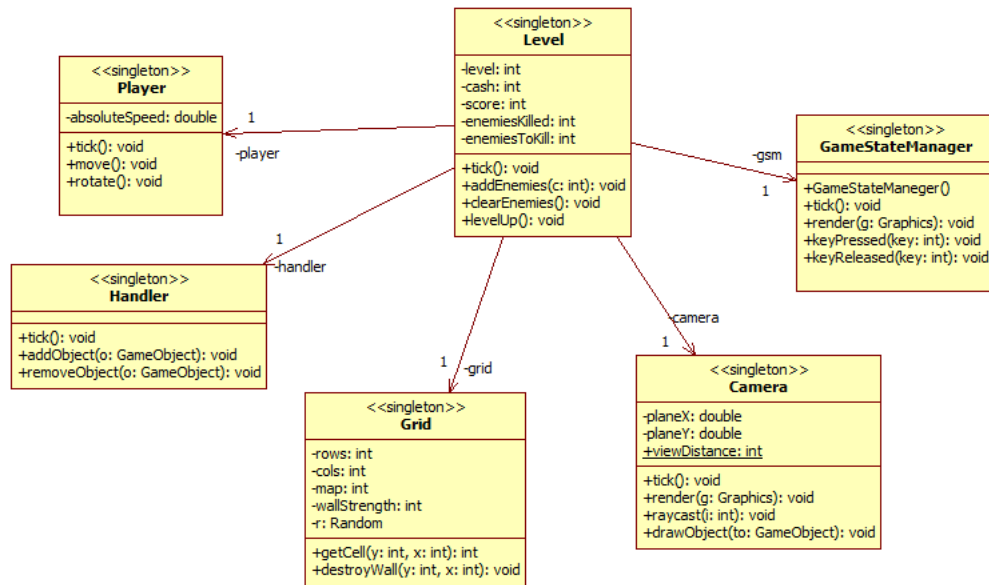 <<singleton>>
Level
-level: int
-cash: int
-score: int
-enemiesKilled: int
-enemiesToKill: int
+tick(): void
+addEnemies(c: int): void
+clearEnemies(): void
+levelUp(): void
<<singleton>>
Player
-absoluteSpeed: double
+tick(): void
+move(): void
+rotate(): void
1
-player
-gsm
1
<<singleton>>
GameStateManager
+GameStateManeger()
+tick(): void
+render(g: Graphics): void
+keyPressed(key: int): void
+keyReleased(key: int): void
1
-handler
<<singleton>>
Handler
+tick(): void
+addObject(o: GameObject): void
+removeObject(o: GameObject): void
1
-grid
<<singleton>>
Grid
-rows: int
-cols: int
-map: int
-wallStrength: int
-r: Random
+getCell(y: int, x: int): int
+destroyWall(y: int, x: int): void
-camera
1
<<singleton>>
Camera
-planeX: double
-planeY: double
+viewDistance: int
+tick(): void
+render(g: Graphics): void
+raycast(i: int): void
+drawObject(to: GameObject): void